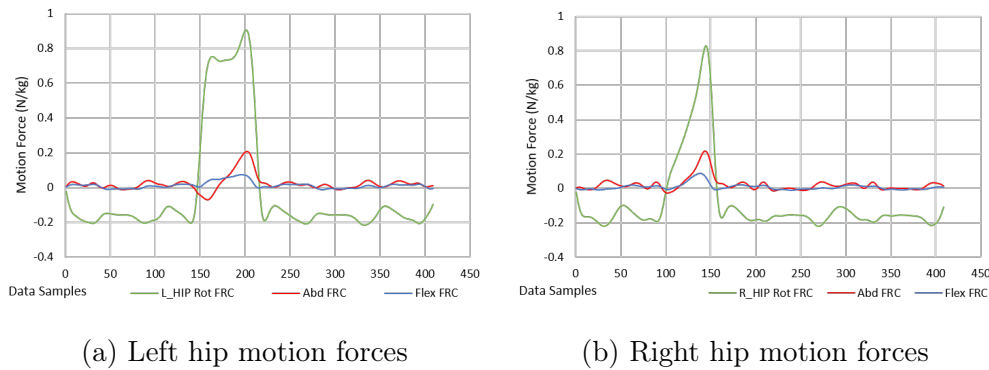 1
0.8
0.6
0.4
0.2
0
-0.2
-0.4
Motion Force (N/kg)
0 50 100 150 200 250 300 350 400 450
Data Samples L_HIP Rot FRC Abd FRC Flex FRC
(a) Left hip motion forces
1
0.8
0.6
0.4
0.2
0
-0.2
-0.4
Motion Force (N/kg)
0 50 100 150 200 250 300 350 400 450
Data Samples R_HIP Rot FRC Abd FRC Flex FRC
(b) Right hip motion forces